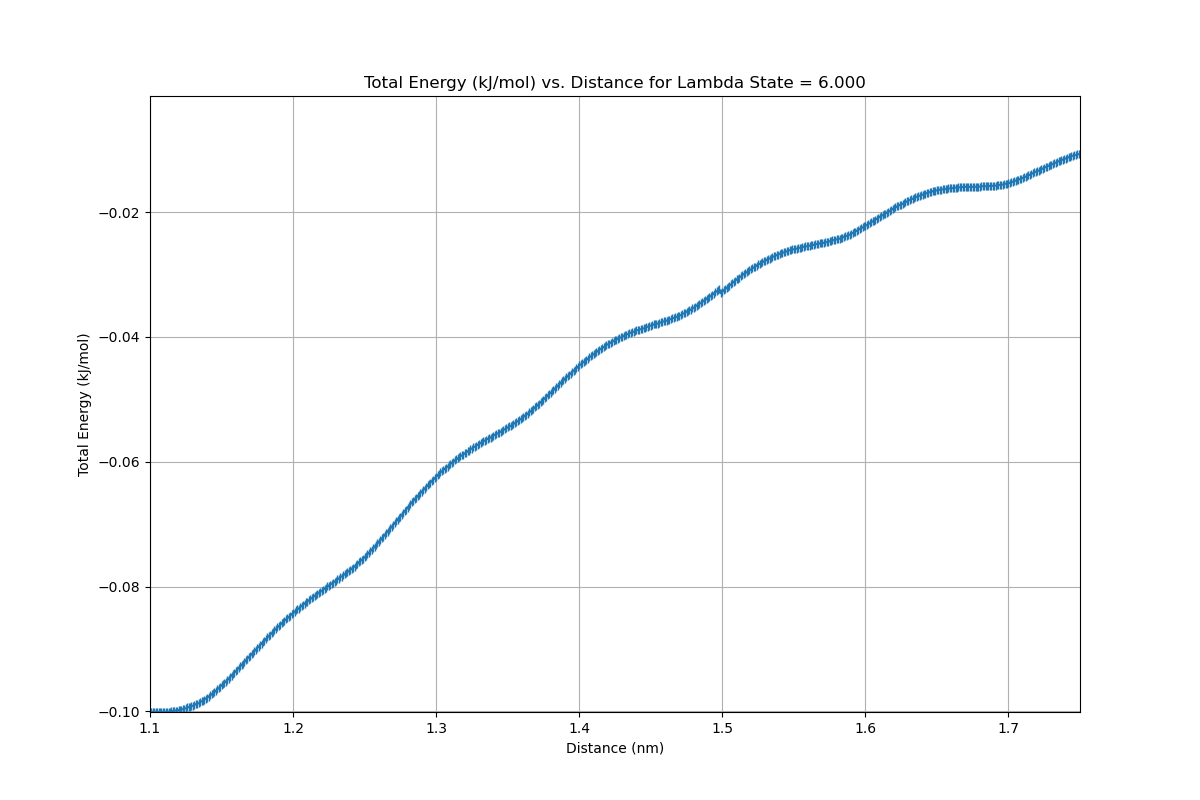 Total Energy (kJ/mol) vs. Distance for Lambda State = 6.000
Total Energy (kJ/mol)
−0.02
−0.04
−0.06
−0.08
−0.10
1.1 1.2 1.3 1.4 1.5 1.6 1.7
Distance (nm)